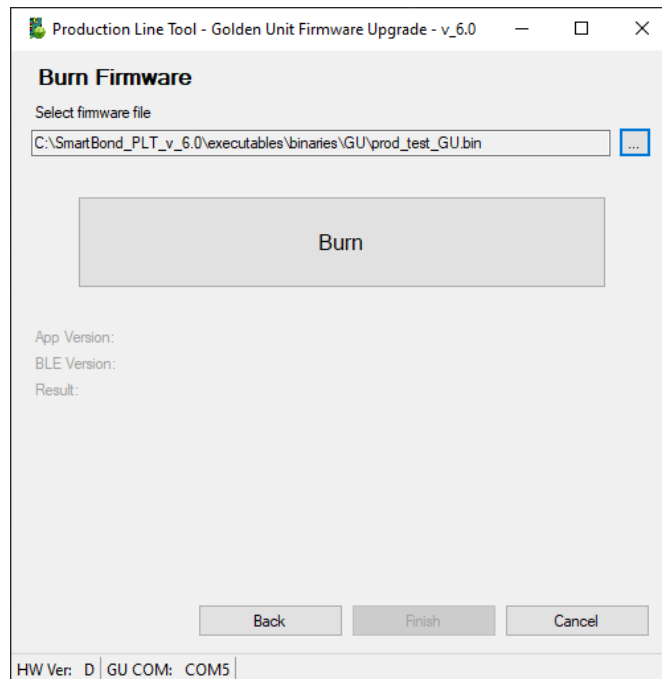 Production Line Tool - Golden Unit Firmware Upgrade - v_6.0
Burn Firmware
Select firmware file
C:\SmartBond_PLT_v_6.0\executables\binaries\GU\prod_test_GU.bin
...
Burn
App Version:
BLE Version:
Result:
Back Finish Cancel
HW Ver: D GU COM: COM5